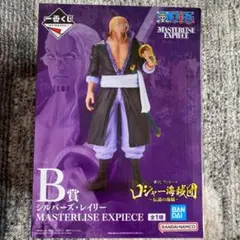 一番くじ
ONE PIECE
MASTERLISE EXPIECE
ロジャー海賊団
B賞
シルバーズ・レイリー
MASTERLISE EXPIECE
全1種
BANDAI
BANDAI NAMCO